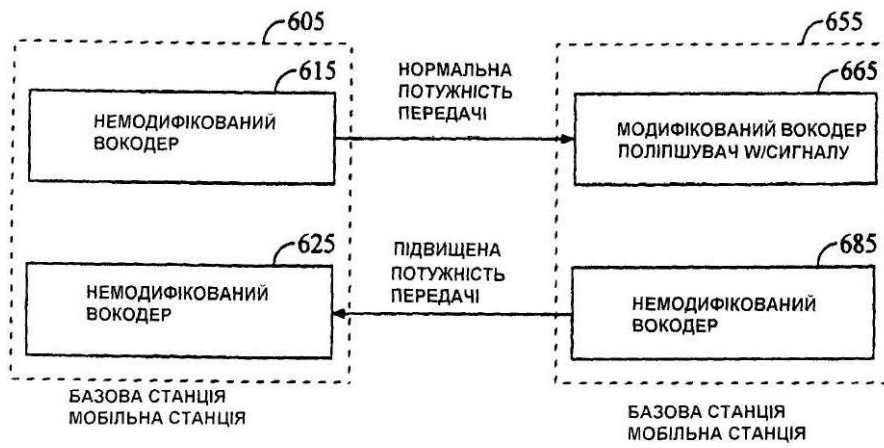 605
655
615
НЕМОДИФІКОВАНИЙ
ВОКОДЕР
НОРМАЛЬНА
ПОТУЖНІСТЬ
ПЕРЕДАЧІ
665
МОДИФІКОВАНИЙ ВОКОДЕР
ПОЛІПШУВАЧ W/СИГНАЛУ
625
НЕМОДИФІКОВАНИЙ
ВОКОДЕР
ПІДВИЩЕНА
ПОТУЖНІСТЬ
ПЕРЕДАЧІ
685
НЕМОДИФІКОВАНИЙ
ВОКОДЕР
БАЗОВА СТАНЦІЯ
МОБІЛЬНА СТАНЦІЯ
БАЗОВА СТАНЦІЯ
МОБІЛЬНА СТАНЦІЯ